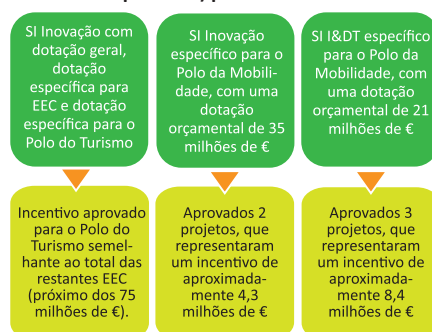 SI Inovação com
dotação geral,
dotação
específica para
EEC e dotação
específica para o
Polo do Turismo
SI Inovação
específico para o
Polo da Mobili-
dade, com uma
dotação
orçamental de 35
milhões de €
SI I&DT específico
para o Polo da
Mobilidade, com
uma dotação
orçamental de 21
milhões de €
Incentivo aprovado
para o Polo do
Turismo semel-
hante ao total das
restantes EEC
(próximo dos 75
milhões de €).
Aprovados 2
projetos, que
representaram
um incentivo de
aproximada-
mente 4,3
milhões de €
Aprovados 3
projetos, que
representaram
um incentivo de
aproximada-
mente 8,4
milhões de €